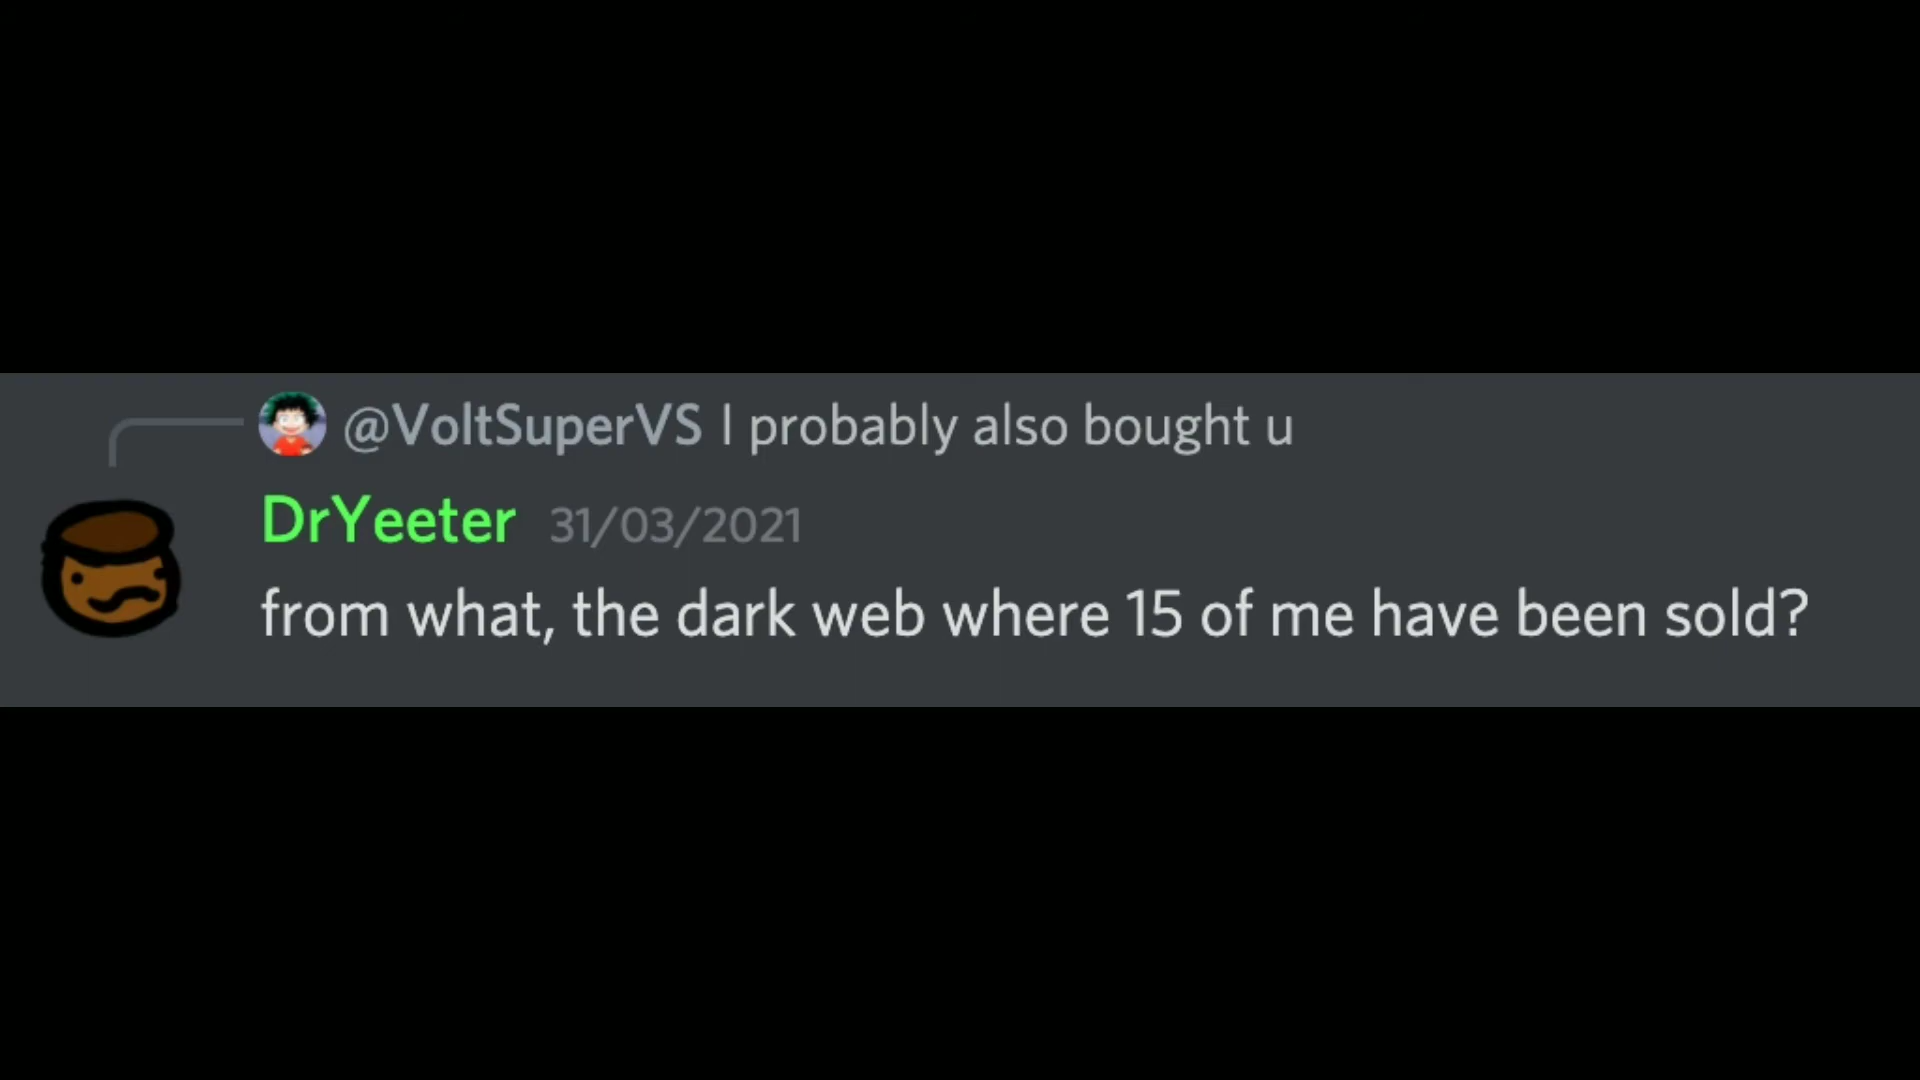 @VoltSuperVS I probably also bought u
DrYeeter 31/03/2021
from what, the dark web where 15 of me have been sold?